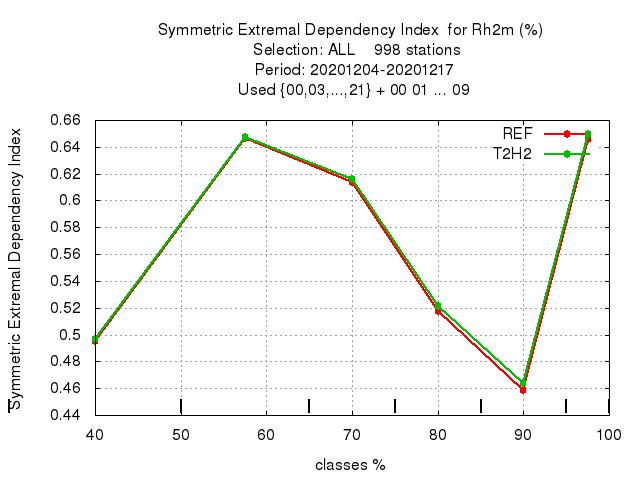 Symmetric Extremal Dependency Index  for Rh2m (%)
Selection: ALL    998 stations
Period: 20201204-20201217
Used {00,03,...,21} + 00 01 ... 09
Symmetric Extremal Dependency Index
0.66
0.64
0.62
0.6
0.58
0.56
0.54
0.52
0.5
0.48
0.46
0.44
REF
T2H2
40 50 60 70 80 90 100
classes %